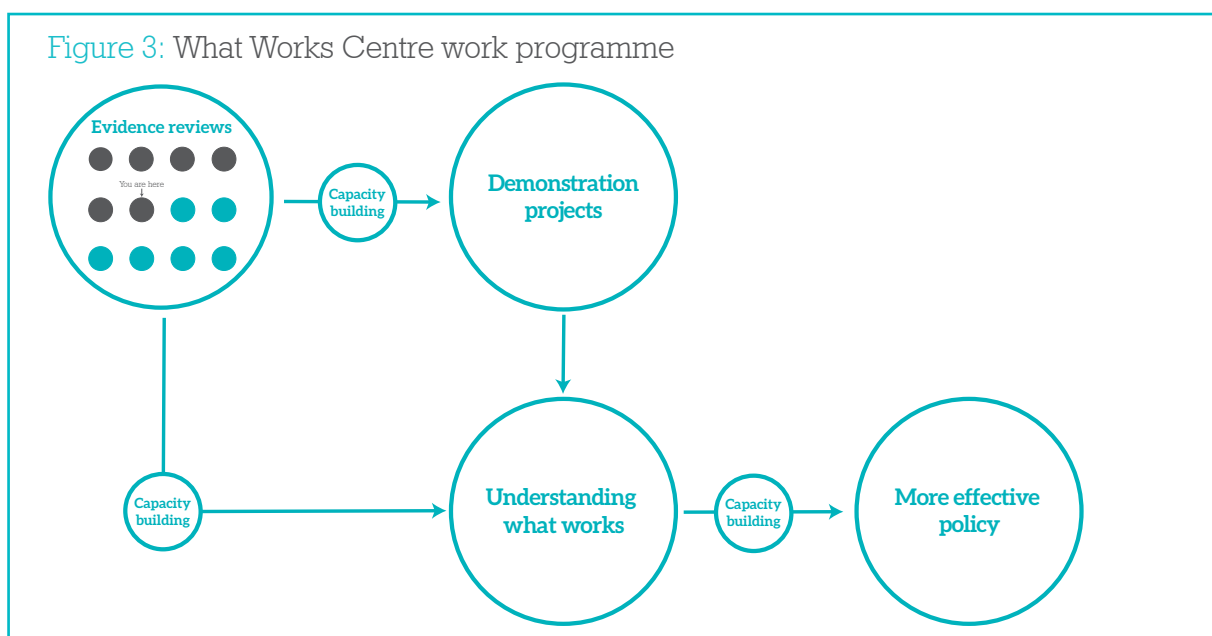 Figure 3: What Works Centre work programme
Evidence reviews
You are here
Capacity
building
Demonstration
projects
Capacity
building
Understanding
what works
Capacity
building
More effective
policy